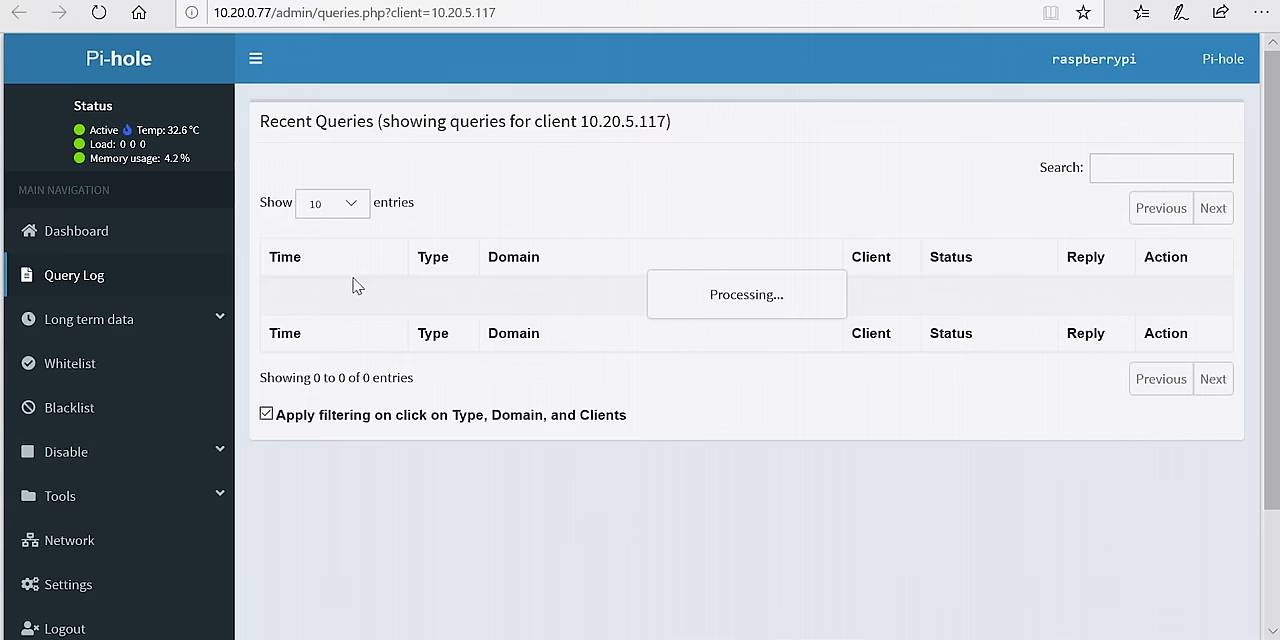 10.20.0.77/admin/queries.php?client=10.20.5.117
Pi-hole
raspberrypi
Pi-hole
Status
Active Temp: 32.6 °C
Load: 0 0 0
Memory usage: 4.2 %
MAIN NAVIGATION
Dashboard
Query Log
Long term data
Whitelist
Blacklist
Disable
Tools
Network
Settings
Logout
Recent Queries (showing queries for client 10.20.5.117)
Search:
Show 10 entries
Previous Next
Time Type Domain Client Status Reply Action
Processing...
Time Type Domain Client Status Reply Action
Showing 0 to 0 of 0 entries
Previous Next
Apply filtering on click on Type, Domain, and Clients